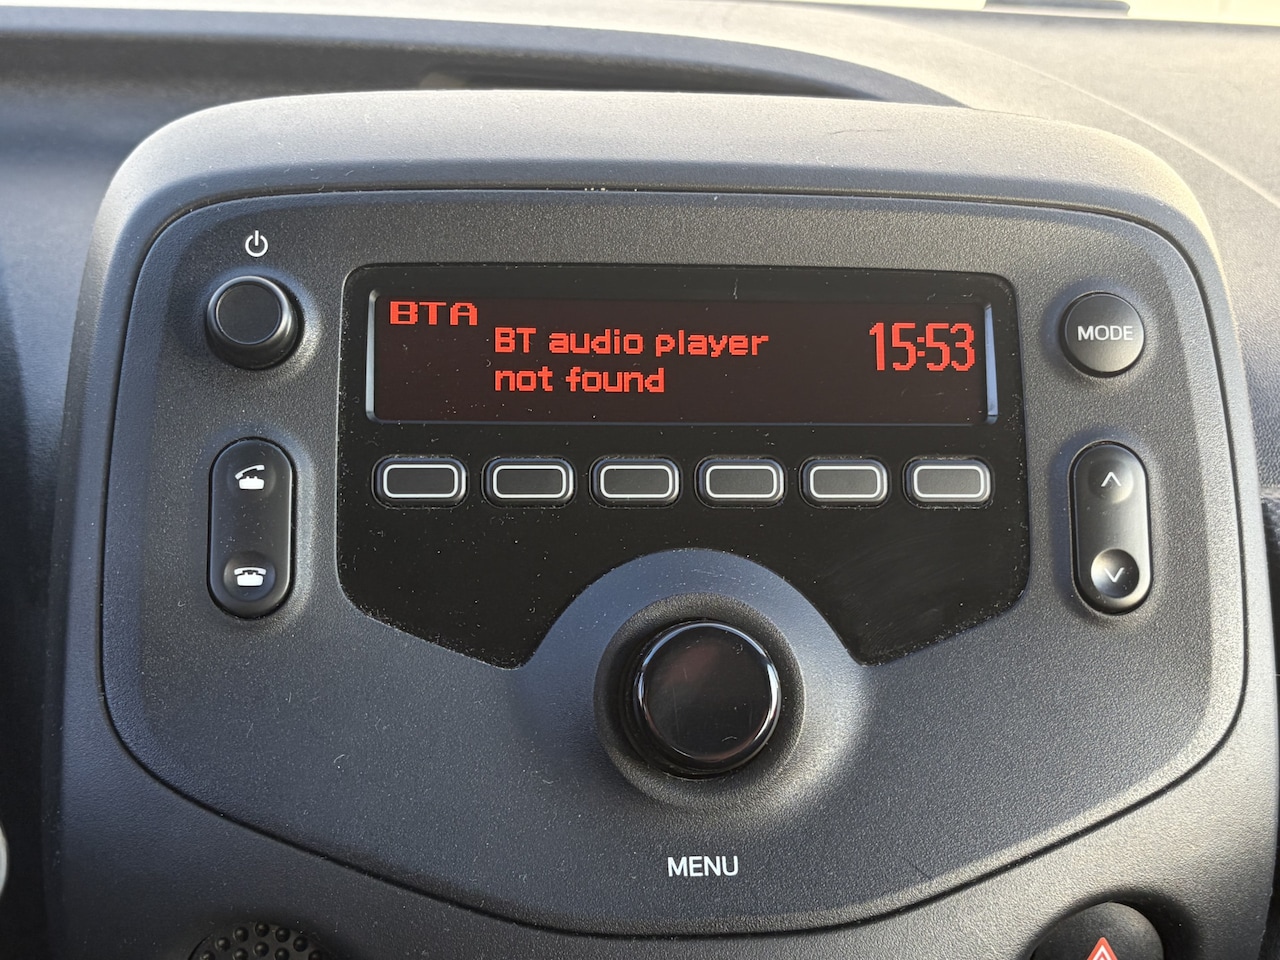 BTA
BT audio player
not found
15:53
MODE
MENU